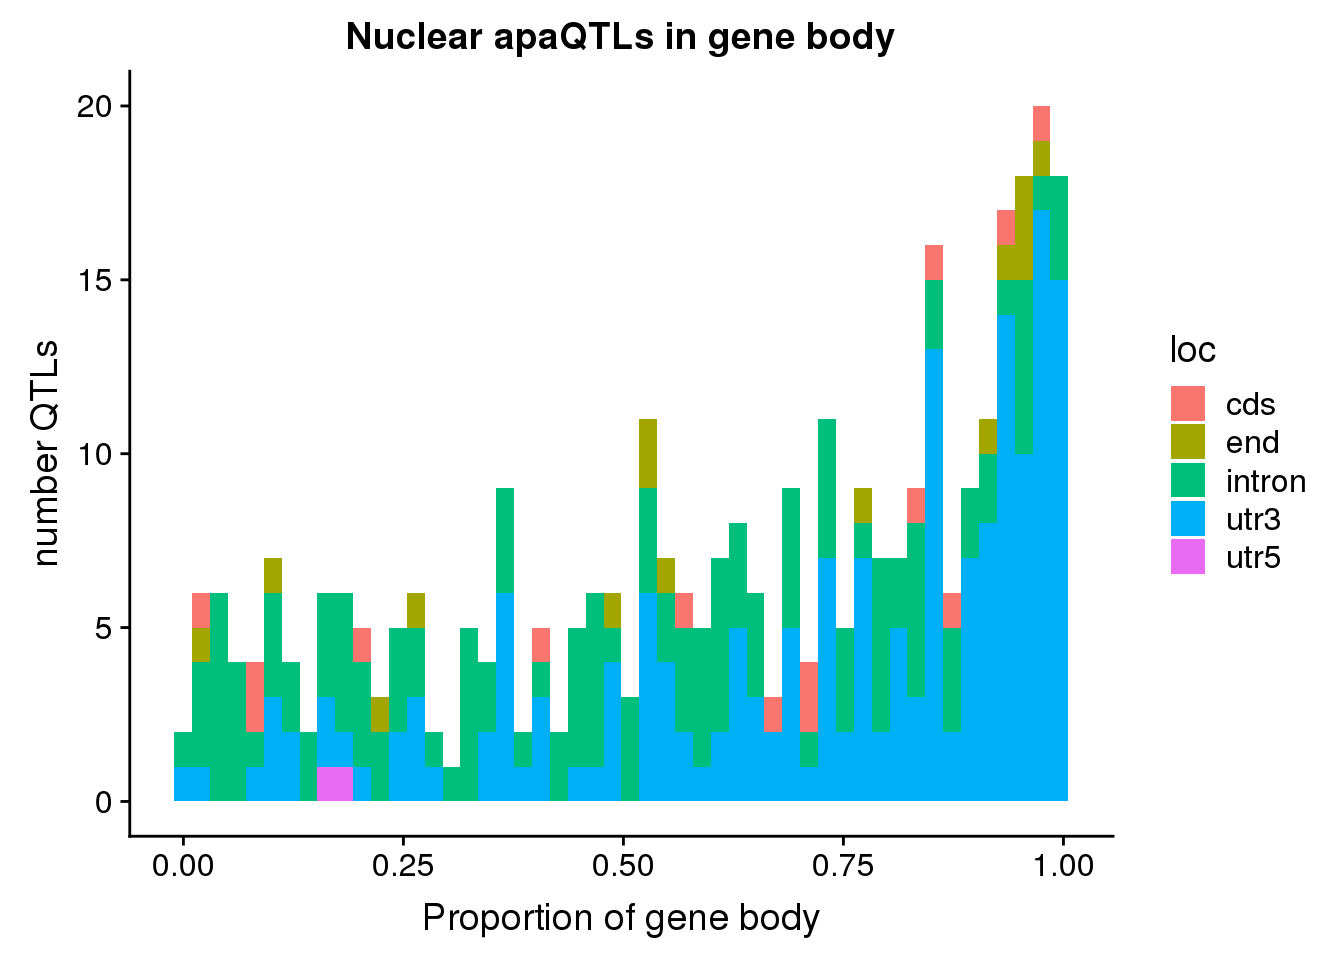 Nuclear apaQTLs in gene body
number QTLs
20
15
10
5
0
0.00 0.25 0.50 0.75 1.00
Proportion of gene body
loc
cds
end
intron
utr3
utr5